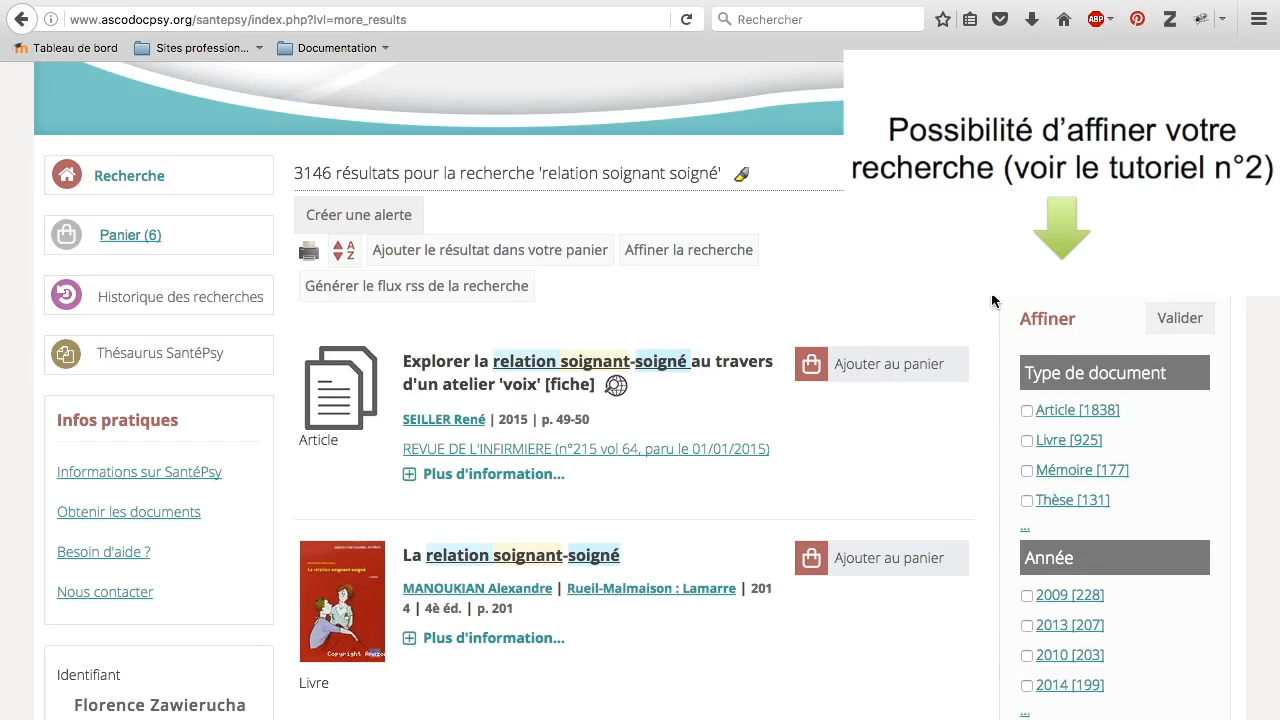 www.ascodocpsy.org/santepsy/index.php?lvl=more_results
Rechercher
ABP
Tableau de bord
Sites profession...
Documentation
Possibilité d'affiner votre
recherche (voir le tutoriel n°2)
Recherche
Panier (6)
Historique des recherches
Thésaurus SantéPsy
Infos pratiques
Informations sur SantéPsy
Obtenir les documents
Besoin d'aide ?
Nous contacter
Identifiant
Florence Zawierucha
3146 résultats pour la recherche 'relation soignant soigné'
Créer une alerte
A
Z
Ajouter le résultat dans votre panier
Affiner la recherche
Générer le flux rss de la recherche
Explorer la relation soignant-soigné au travers
d'un atelier 'voix' [fiche]
SEILLER René | 2015 | p. 49-50
REVUE DE L'INFIRMIERE (n°215 vol 64, paru le 01/01/2015)
Plus d'information...
Article
Ajouter au panier
La relation soignant-soigné
MANOUKIAN Alexandre | Rueil-Malmaison : Lamarre | 201
4 | 4è éd. | p. 201
Plus d'information...
La relation soignant-soigné
Livre
Ajouter au panier
Affiner
Valider
Type de document
Article [1838]
Livre [925]
Mémoire [177]
Thèse [131]
...
Année
2009 [228]
2013 [207]
2010 [203]
2014 [199]
...